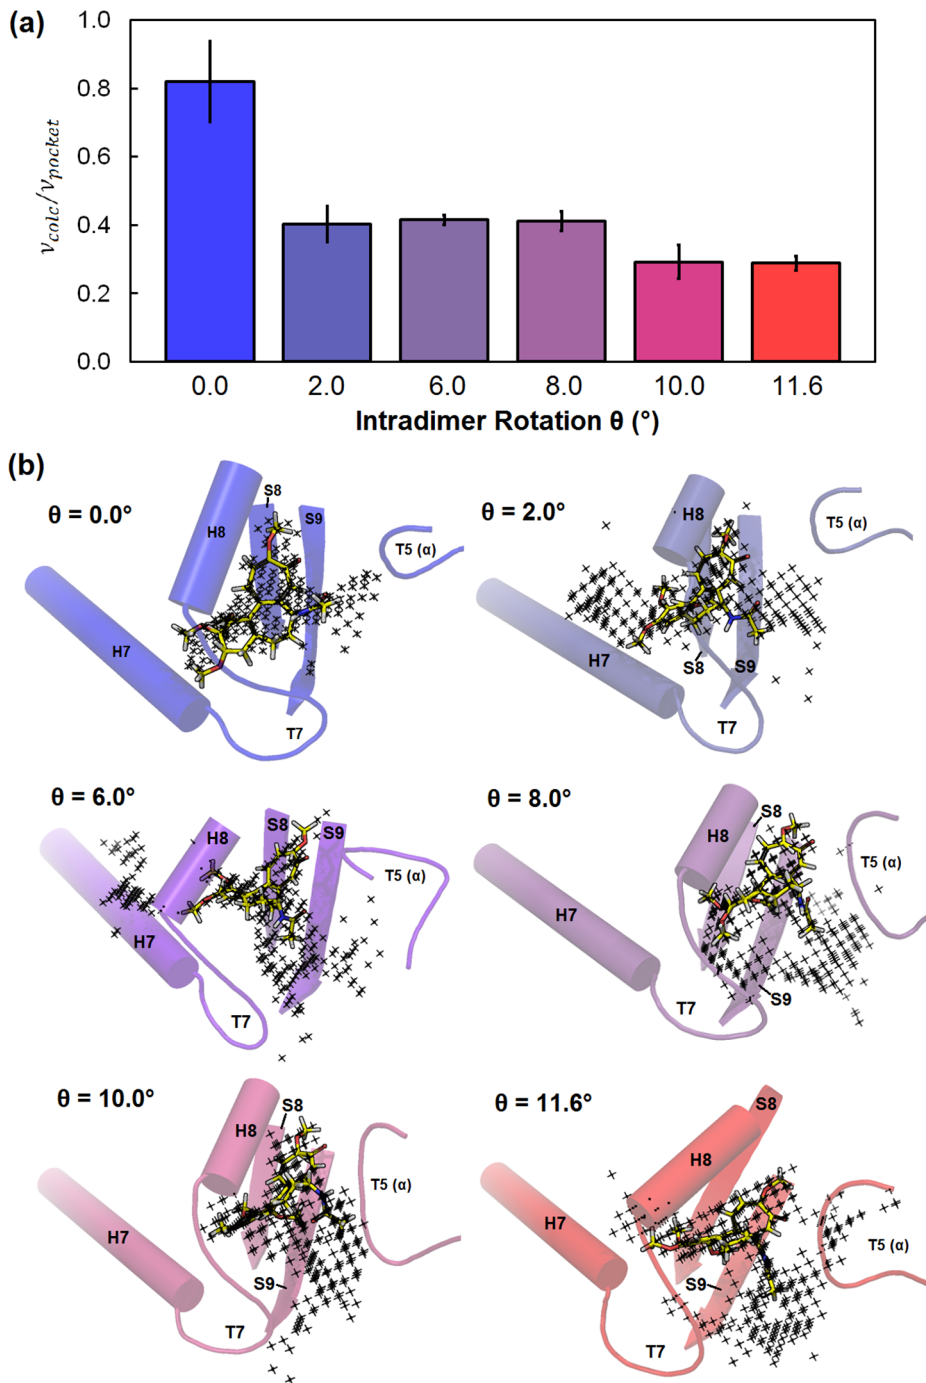 (a)
1.0
0.8
0.6
0.4
0.2
0.0
ν_colc/ν_pocket
0.0 2.0 6.0 8.0 10.0 11.6
Intradimer Rotation θ (°)
(b)
θ = 0.0°
S8
S9
H8
T5 (α)
H7
T7
θ = 2.0°
H8
T5 (α)
H7
S8
S9
T7
θ = 6.0°
H8
S8
S9
T5 (α)
H7
T7
θ = 8.0°
S8
H8
T5 (α)
H7
S9
T7
θ = 10.0°
S8
H8
T5 (α)
H7
S9
T7
θ = 11.6°
S8
H8
H7
T5 (α)
S9
T7